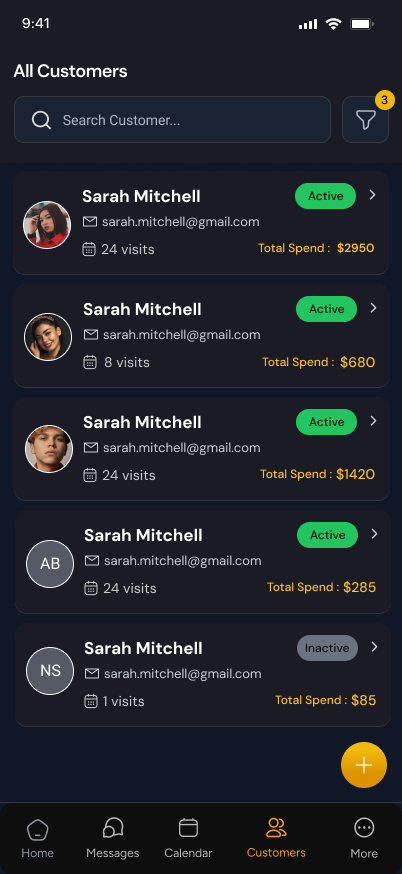 9:41
All Customers
Search Customer...
3
Sarah Mitchell
Active
sarah.mitchell@gmail.com
24 visits
Total Spend : $2950
Sarah Mitchell
Active
sarah.mitchell@gmail.com
8 visits
Total Spend : $680
Sarah Mitchell
Active
sarah.mitchell@gmail.com
24 visits
Total Spend : $1420
AB
Sarah Mitchell
Active
sarah.mitchell@gmail.com
24 visits
Total Spend : $285
NS
Sarah Mitchell
Inactive
sarah.mitchell@gmail.com
1 visits
Total Spend : $85
Home
Messages
Calendar
Customers
More